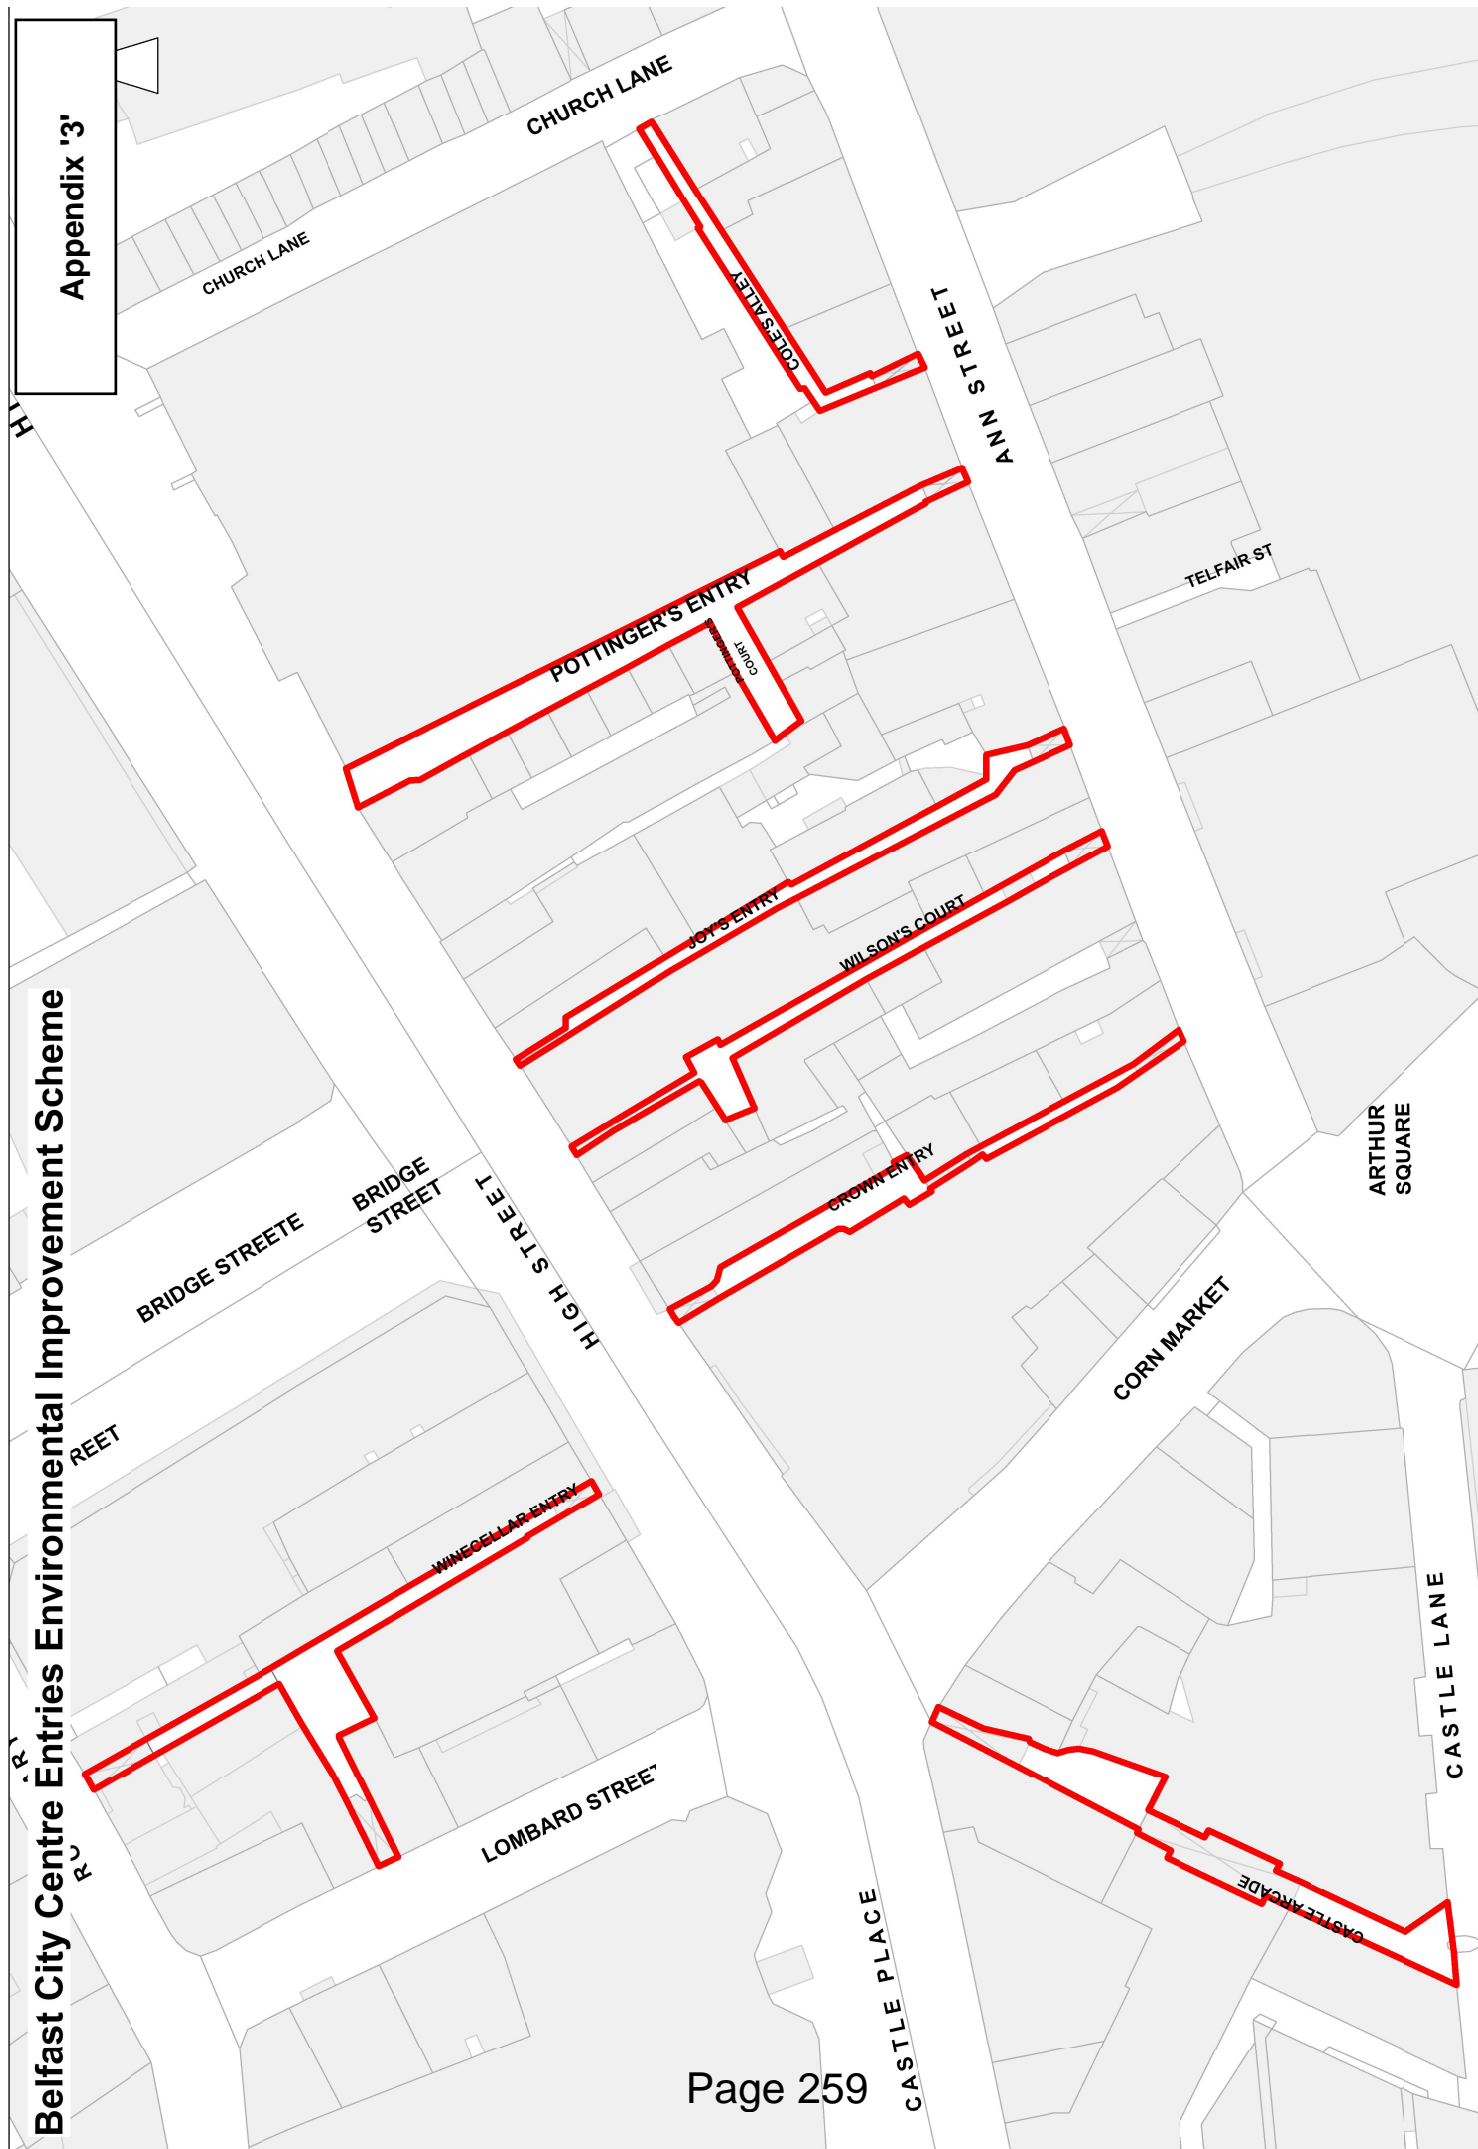 Appendix '3'
Belfast City Centre Entries Environmental Improvement Scheme
CHURCH LANE
CHURCH LANE
COLE'S ALLEY
ANN STREET
POTTINGER'S ENTRY
POTTINGER'S
COURT
TELFAIR ST
JOY'S ENTRY
WILSON'S COURT
CROWN ENTRY
ARTHUR
SQUARE
BRIDGE
STREET
BRIDGE STREETE
HIGH STREET
CORN MARKET
REET
WINECELLAR ENTRY
LOMBARD STREET
CASTLE LANE
CASTLE ARCADE
CASTLE PLACE
Page 259